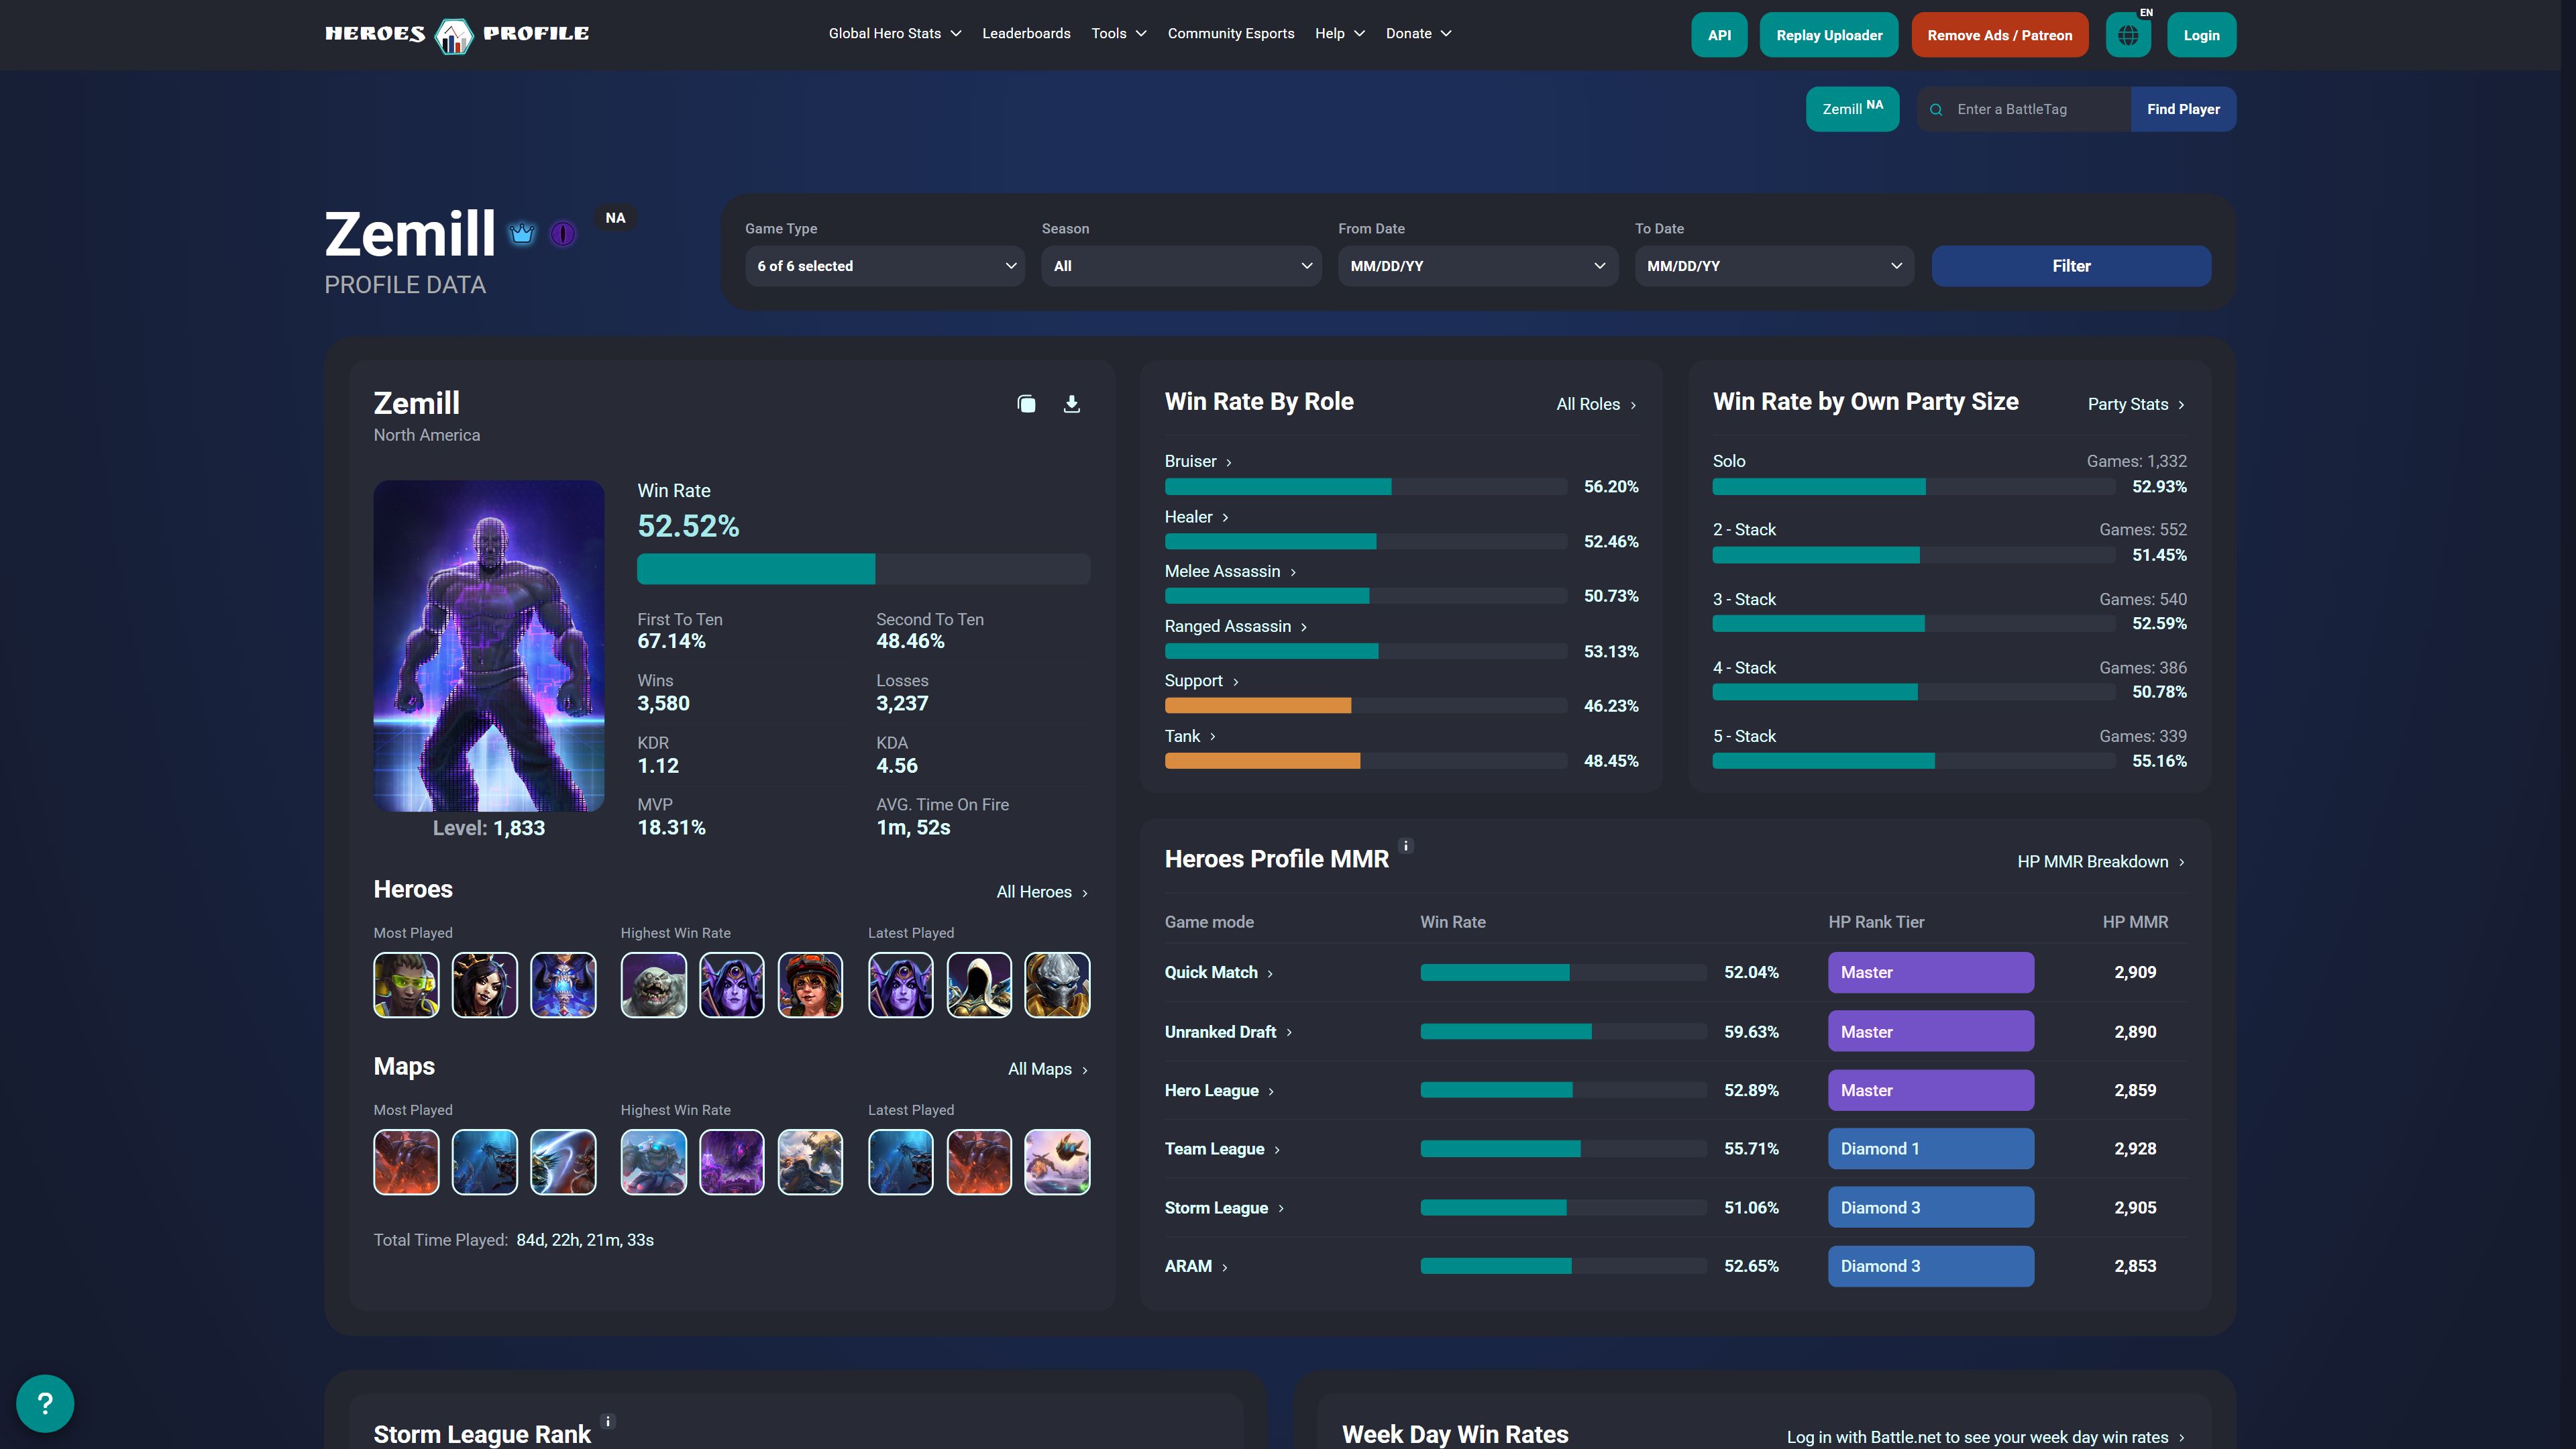 HEROES PROFILE
Global Hero Stats
Leaderboards
Tools
Community Esports
Help
Donate
API
Replay Uploader
Remove Ads / Patreon
EN
Login
Zemill NA
Enter a BattleTag
Find Player
Zemill
NA
PROFILE DATA
Game Type
6 of 6 selected
Season
All
From Date
MM/DD/YY
To Date
MM/DD/YY
Filter
Zemill
North America
Win Rate
52.52%
First To Ten
67.14%
Second To Ten
48.46%
Wins
3,580
Losses
3,237
KDR
1.12
KDA
4.56
MVP
18.31%
AVG. Time On Fire
1m, 52s
Level: 1,833
Heroes
All Heroes
Most Played
Highest Win Rate
Latest Played
Maps
All Maps
Most Played
Highest Win Rate
Latest Played
Total Time Played: 84d, 22h, 21m, 33s
Win Rate By Role
All Roles
Bruiser
56.20%
Healer
52.46%
Melee Assassin
50.73%
Ranged Assassin
53.13%
Support
46.23%
Tank
48.45%
Win Rate by Own Party Size
Party Stats
Solo
Games: 1,332
52.93%
2 - Stack
Games: 552
51.45%
3 - Stack
Games: 540
52.59%
4 - Stack
Games: 386
50.78%
5 - Stack
Games: 339
55.16%
Heroes Profile MMR
i
HP MMR Breakdown
Game mode
Win Rate
HP Rank Tier
HP MMR
Quick Match
52.04%
Master
2,909
Unranked Draft
59.63%
Master
2,890
Hero League
52.89%
Master
2,859
Team League
55.71%
Diamond 1
2,928
Storm League
51.06%
Diamond 3
2,905
ARAM
52.65%
Diamond 3
2,853
?
Storm League Rank
i
Week Day Win Rates
Log in with Battle.net to see your week day win rates